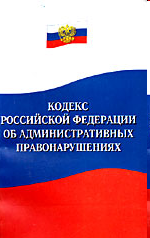 КОДЕКС
РОССИЙСКОЙ ФЕДЕРАЦИИ
ОБ АДМИНИСТРАТИВНЫХ
ПРАВОНАРУШЕНИЯХ